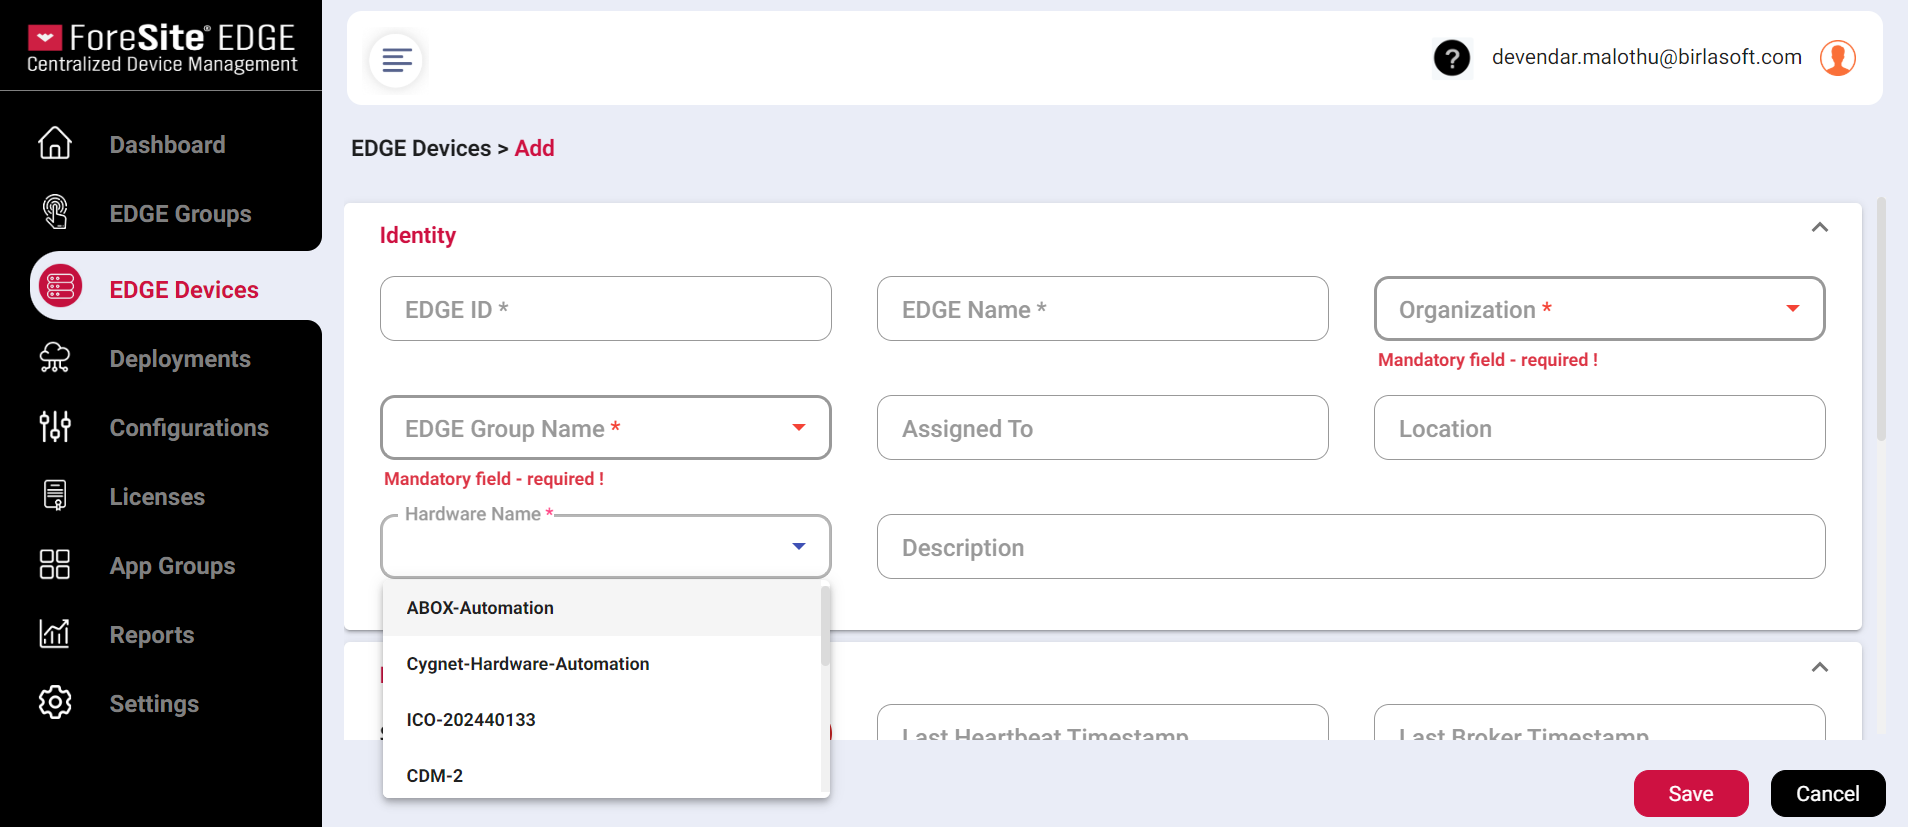 ForeSite® EDGE
Centralized Device Management
Dashboard
EDGE Groups
EDGE Devices
Deployments
Configurations
Licenses
App Groups
Reports
Settings
?
devendar.malothu@birlasoft.com
EDGE Devices > Add
Identity
EDGE ID *
EDGE Name *
Organization *
Mandatory field - required !
EDGE Group Name *
Assigned To
Location
Mandatory field - required !
Hardware Name *
Description
ABOX-Automation
Cygnet-Hardware-Automation
ICO-202440133
CDM-2
Last Heartbeat Timestamp
Last Broker Timestamp
Save
Cancel